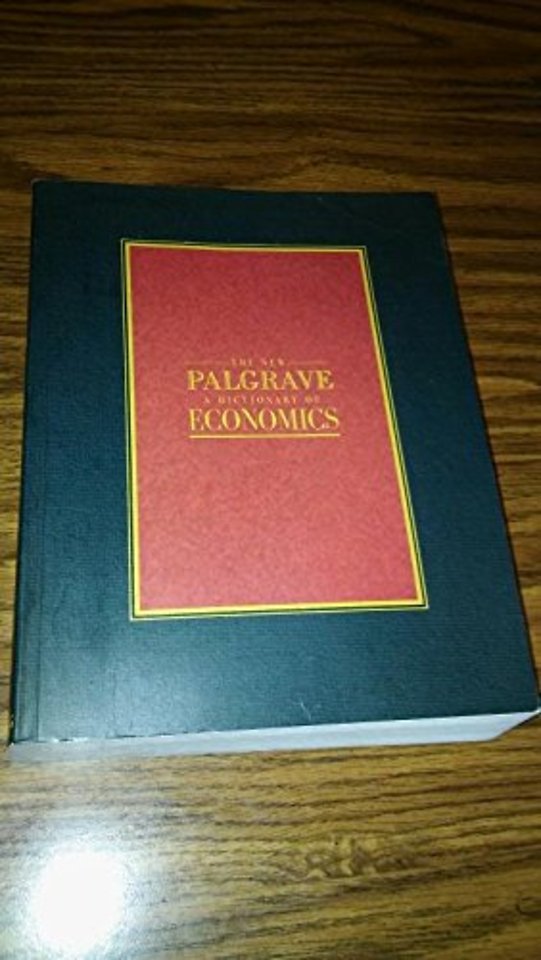 THE NEW
PALGRAVE
A DICTIONARY OF
ECONOMICS